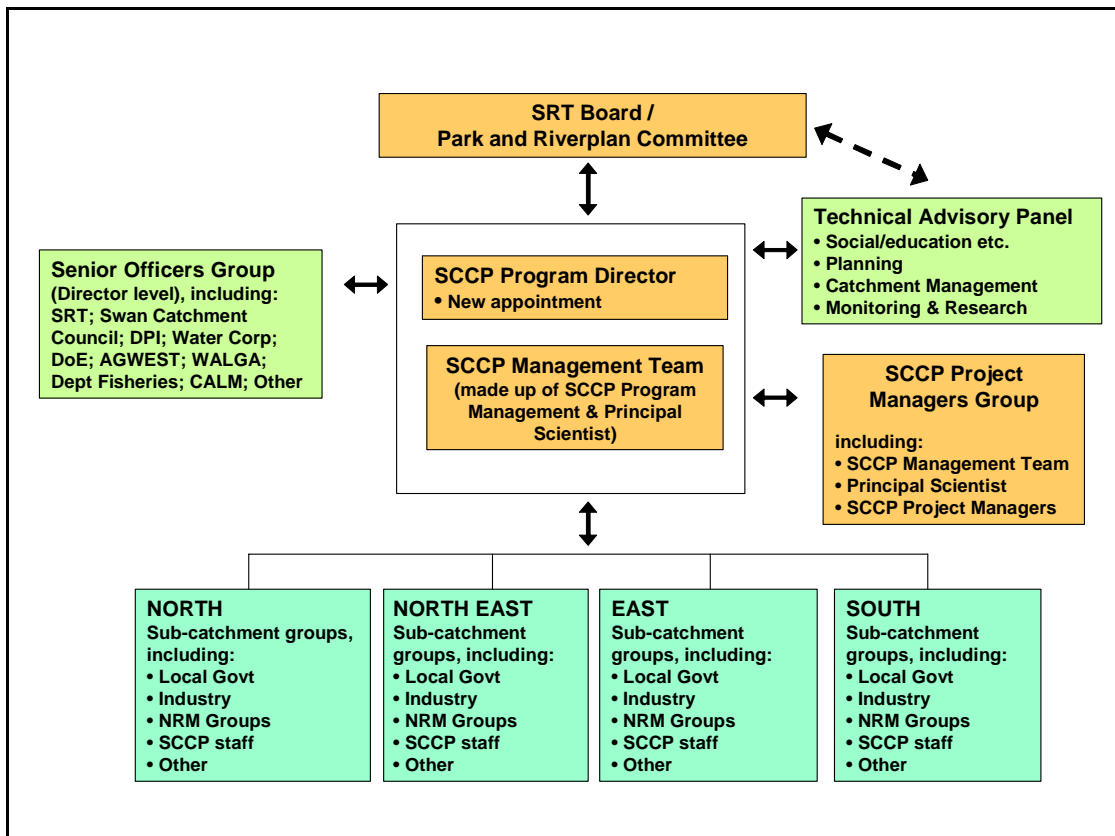 SRT Board /
Park and Riverplan Committee
Technical Advisory Panel
• Social/education etc.
• Planning
• Catchment Management
• Monitoring & Research
Senior Officers Group
(Director level), including:
SRT; Swan Catchment
Council; DPI; Water Corp;
DoE; AGWEST; WALGA;
Dept Fisheries; CALM; Other
SCCP Program Director
• New appointment
SCCP Management Team
(made up of SCCP Program
Management & Principal
Scientist)
SCCP Project
Managers Group
including:
• SCCP Management Team
• Principal Scientist
• SCCP Project Managers
NORTH
Sub-catchment groups,
including:
• Local Govt
• Industry
• NRM Groups
• SCCP staff
• Other
NORTH EAST
Sub-catchment
groups, including:
• Local Govt
• Industry
• NRM Groups
• SCCP staff
• Other
EAST
Sub-catchment
groups, including:
• Local Govt
• Industry
• NRM Groups
• SCCP staff
• Other
SOUTH
Sub-catchment
groups, including:
• Local Govt
• Industry
• NRM Groups
• SCCP staff
• Other